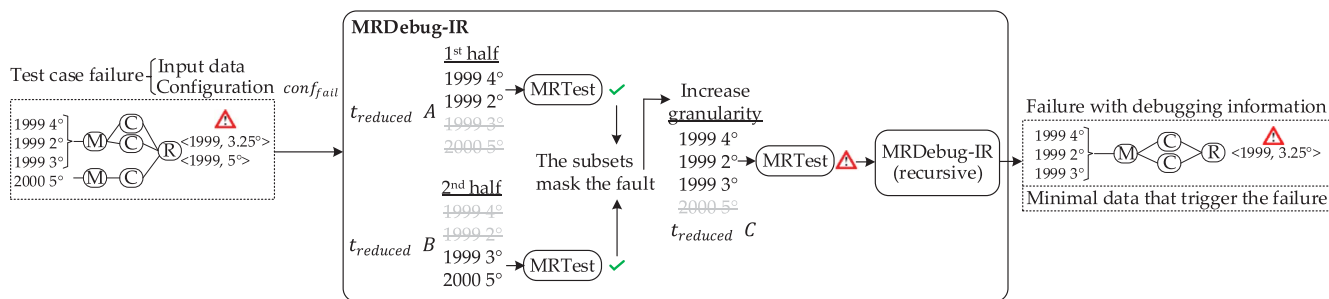 MRDebug-IR
Test case failure
Input data
Configuration conf_fail
1999 4°
1999 2°
1999 3°
2000 5°
M
C
C
R
M
C
<1999, 3.25°>
<1999, 5°>
1st half
t_reduced A
1999 4°
1999 2°
1999 3°
2000 5°
MRTest
The subsets
mask the fault
2nd half
t_reduced B
1999 4°
1999 2°
1999 3°
2000 5°
MRTest
Increase
granularity
1999 4°
1999 2°
1999 3°
2000 5°
t_reduced C
MRTest
MRDebug-IR
(recursive)
Failure with debugging information
1999 4°
1999 2°
1999 3°
M
C
C
R
<1999, 3.25°>
Minimal data that trigger the failure